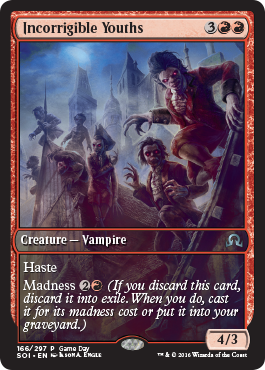 Incorrigible Youths 3
Creature — Vampire
Haste
Madness 2 (If you discard this card,
discard it into exile. When you do, cast
it for its madness cost or put it into your
graveyard.)
4/3
166/297 P Game Day
SOI • EN JASON A. ENGLE
™ & © 2016 Wizards of the Coast